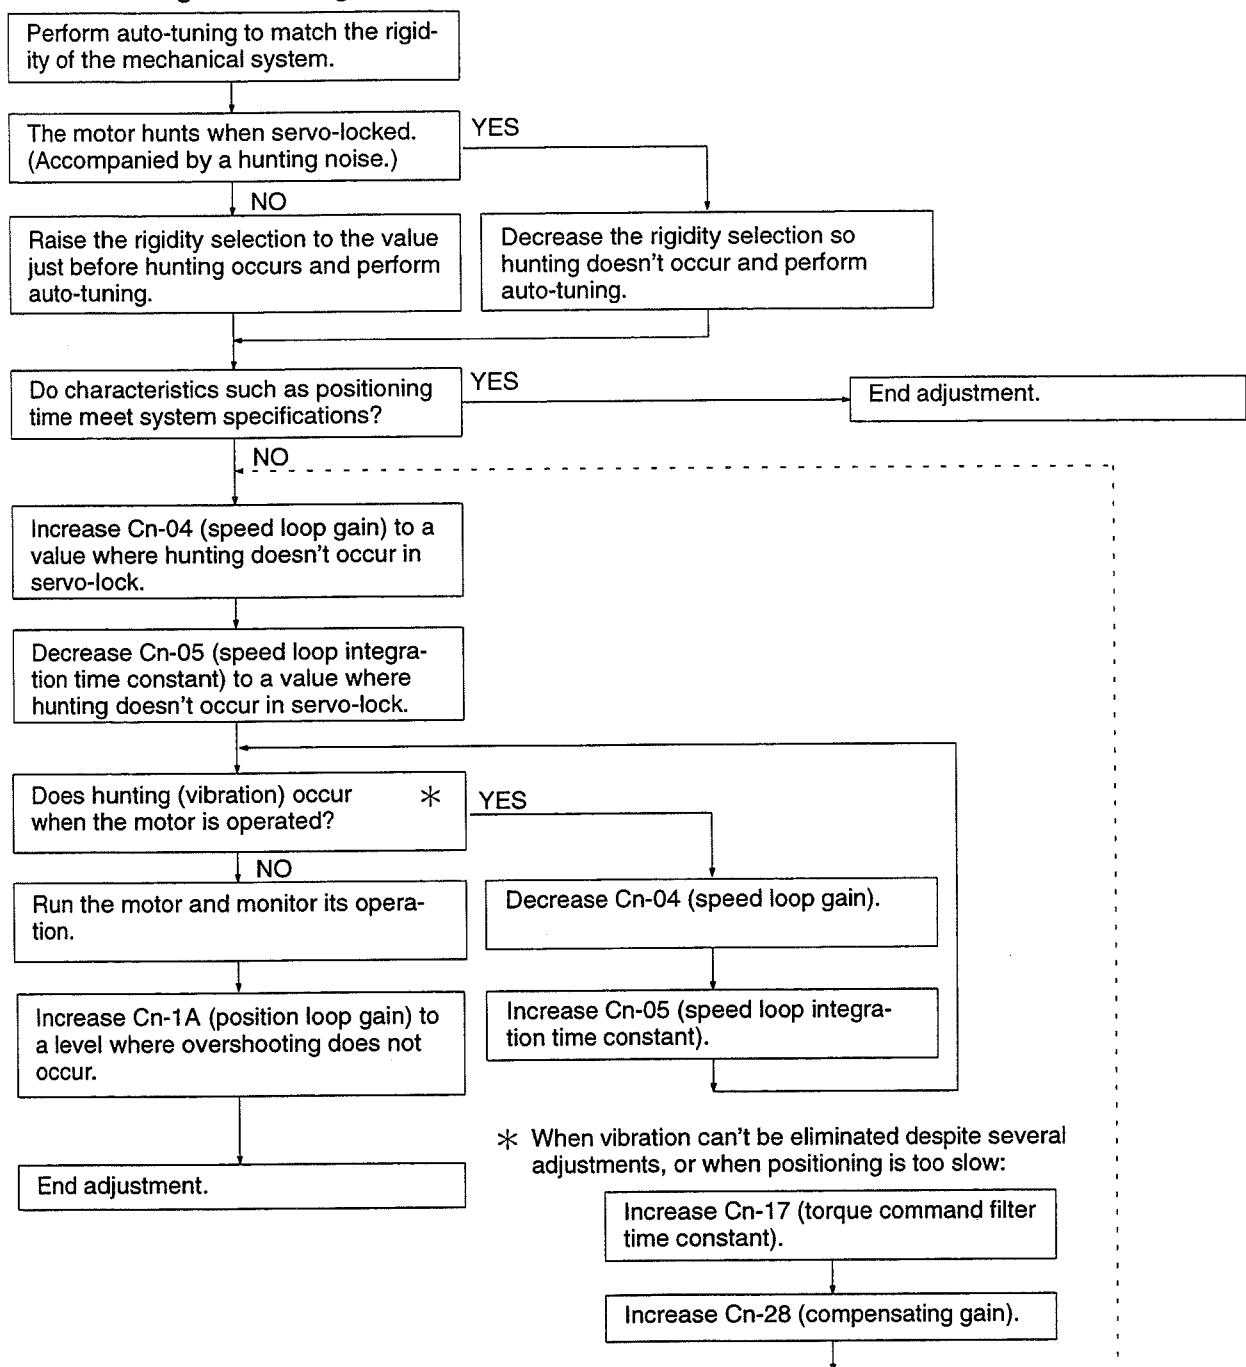 Perform auto-tuning to match the rigid-
ity of the mechanical system.
The motor hunts when servo-locked.
(Accompanied by a hunting noise.)
YES
NO
Raise the rigidity selection to the value
just before hunting occurs and perform
auto-tuning.
Decrease the rigidity selection so
hunting doesn't occur and perform
auto-tuning.
Do characteristics such as positioning
time meet system specifications?
YES
End adjustment.
NO
Increase Cn-04 (speed loop gain) to a
value where hunting doesn't occur in
servo-lock.
Decrease Cn-05 (speed loop integra-
tion time constant) to a value where
hunting doesn't occur in servo-lock.
Does hunting (vibration) occur *
when the motor is operated?
YES
NO
Run the motor and monitor its opera-
tion.
Decrease Cn-04 (speed loop gain).
Increase Cn-1A (position loop gain) to
a level where overshooting does not
occur.
Increase Cn-05 (speed loop integra-
tion time constant).
End adjustment.
* When vibration can't be eliminated despite several
adjustments, or when positioning is too slow:
Increase Cn-17 (torque command filter
time constant).
Increase Cn-28 (compensating gain).